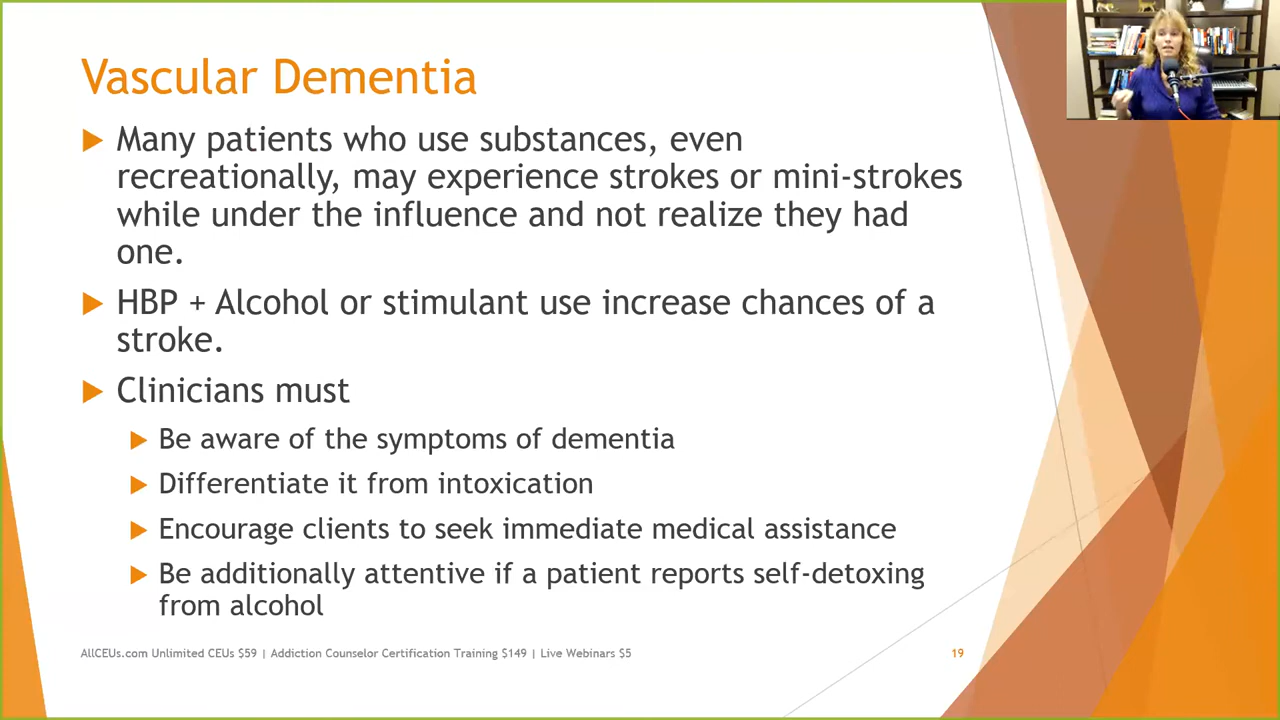 Vascular Dementia
Many patients who use substances, even
recreationally, may experience strokes or mini-strokes
while under the influence and not realize they had
one.
HBP + Alcohol or stimulant use increase chances of a
stroke.
Clinicians must
Be aware of the symptoms of dementia
Differentiate it from intoxication
Encourage clients to seek immediate medical assistance
Be additionally attentive if a patient reports self-detoxing
from alcohol
AllCEUs.com Unlimited CEUs $59 | Addiction Counselor Certification Training $149 | Live Webinars $5
19